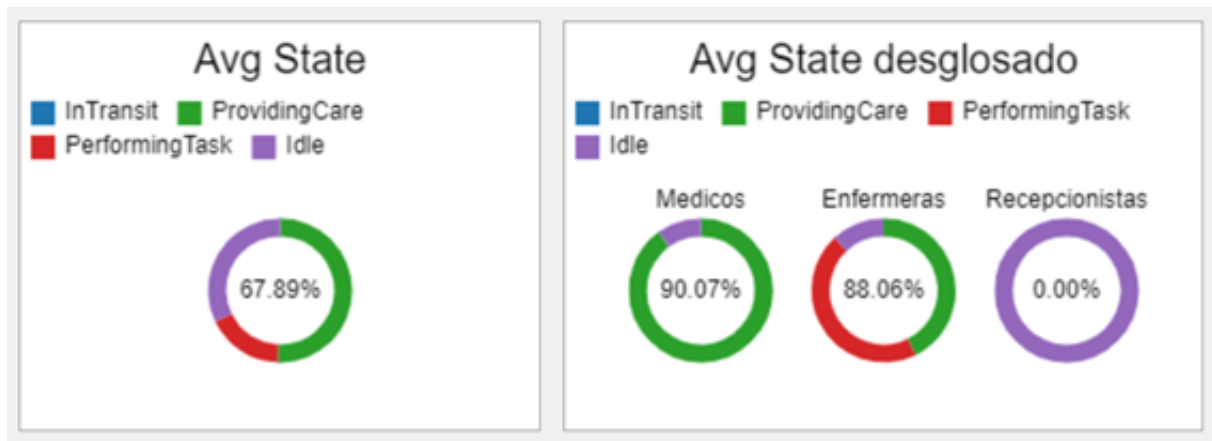 Avg State
InTransit ProvidingCare
PerformingTask Idle
67.89%
Avg State desglosado
InTransit ProvidingCare PerformingTask
Idle
Medicos Enfermeras Recepcionistas
90.07% 88.06% 0.00%